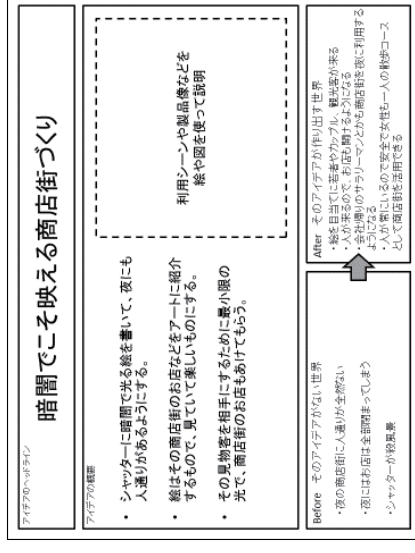 アイデアのヘッドライン
暗闇でこそ映える商店街づくり
アイデアの概要
・ シャッターに暗闇で光る絵を書いて、夜にも
人通りがあるようにする。
・ 絵はその商店街のお店などをアートに紹介
するもので、見ていて楽しいものにする。
・ その見物客を相手にするために最小限の
光で、商店街のお店もあけてもらう。
利用シーンや製品像などを
絵や図を使って説明
Before そのアイデアがない世界
・夜の商店街に人通りが全然ない
・夜にはお店は全部閉まってしまう
・シャッターが殺風景
After そのアイデアが作り出す世界
・絵を目当てに若者やカップル、観光客が来る
・人が来るので、お店も開けるようになる
・会社帰りのサラリーマンとかも商店街を夜に利用する
ようになる
・人が常にいるので安全で女性も一人の散歩コース
として商店街を活用できる